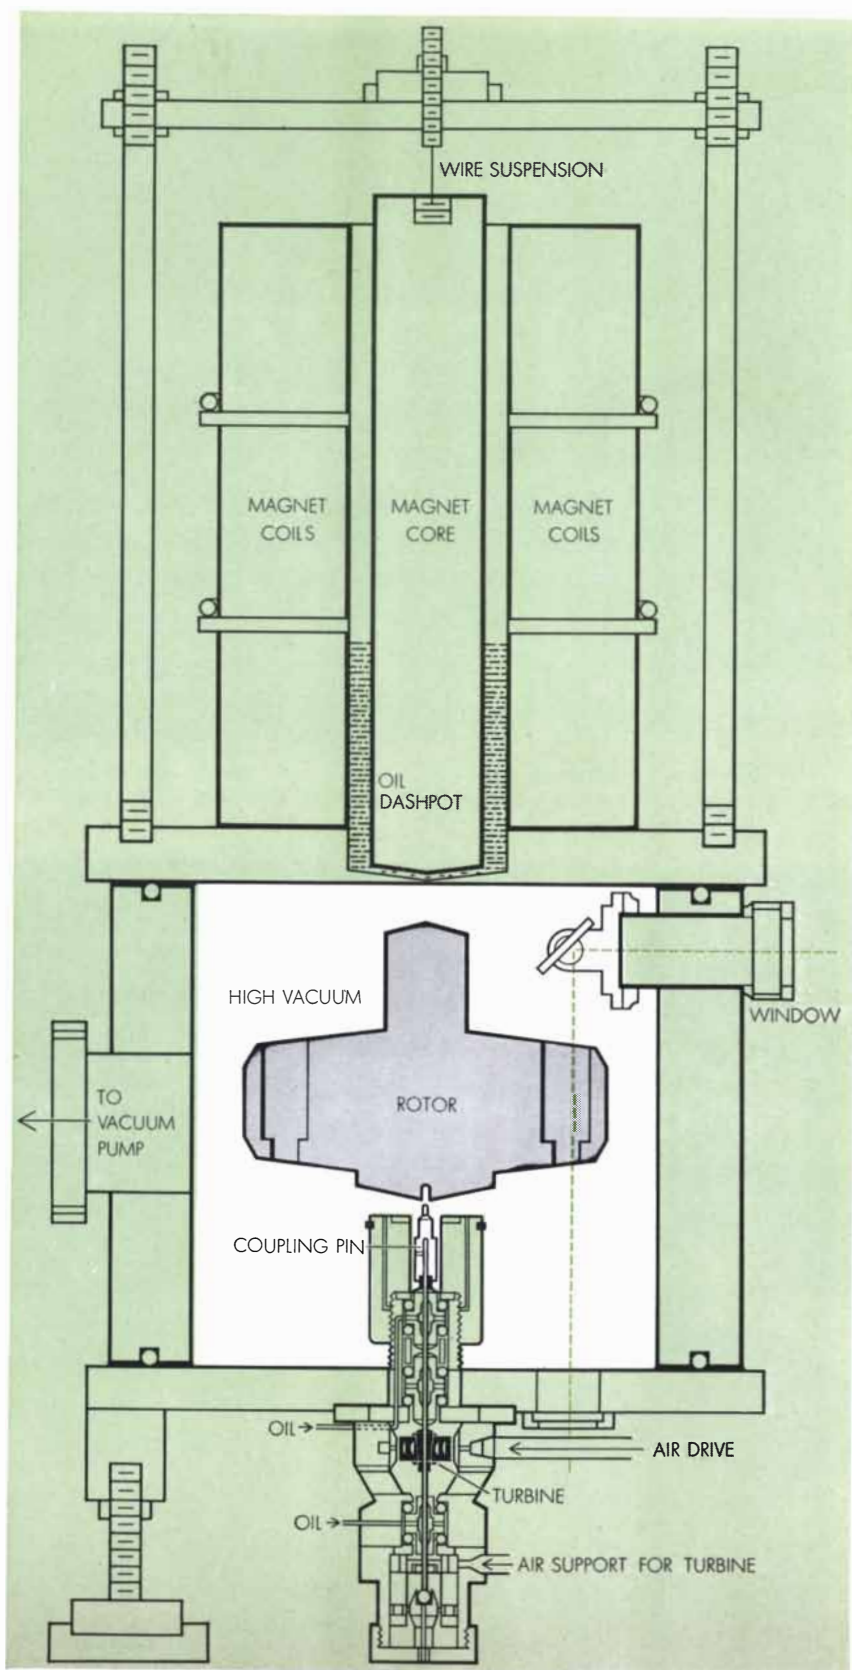 WIRE SUSPENSION
MAGNET
COILS
MAGNET
CORE
MAGNET
COILS
OIL
DASHPOT
HIGH VACUUM
WINDOW
ROTOR
TO
VACUUM
PUMP
COUPLING PIN
OIL
AIR DRIVE
TURBINE
OIL
AIR SUPPORT FOR TURBINE